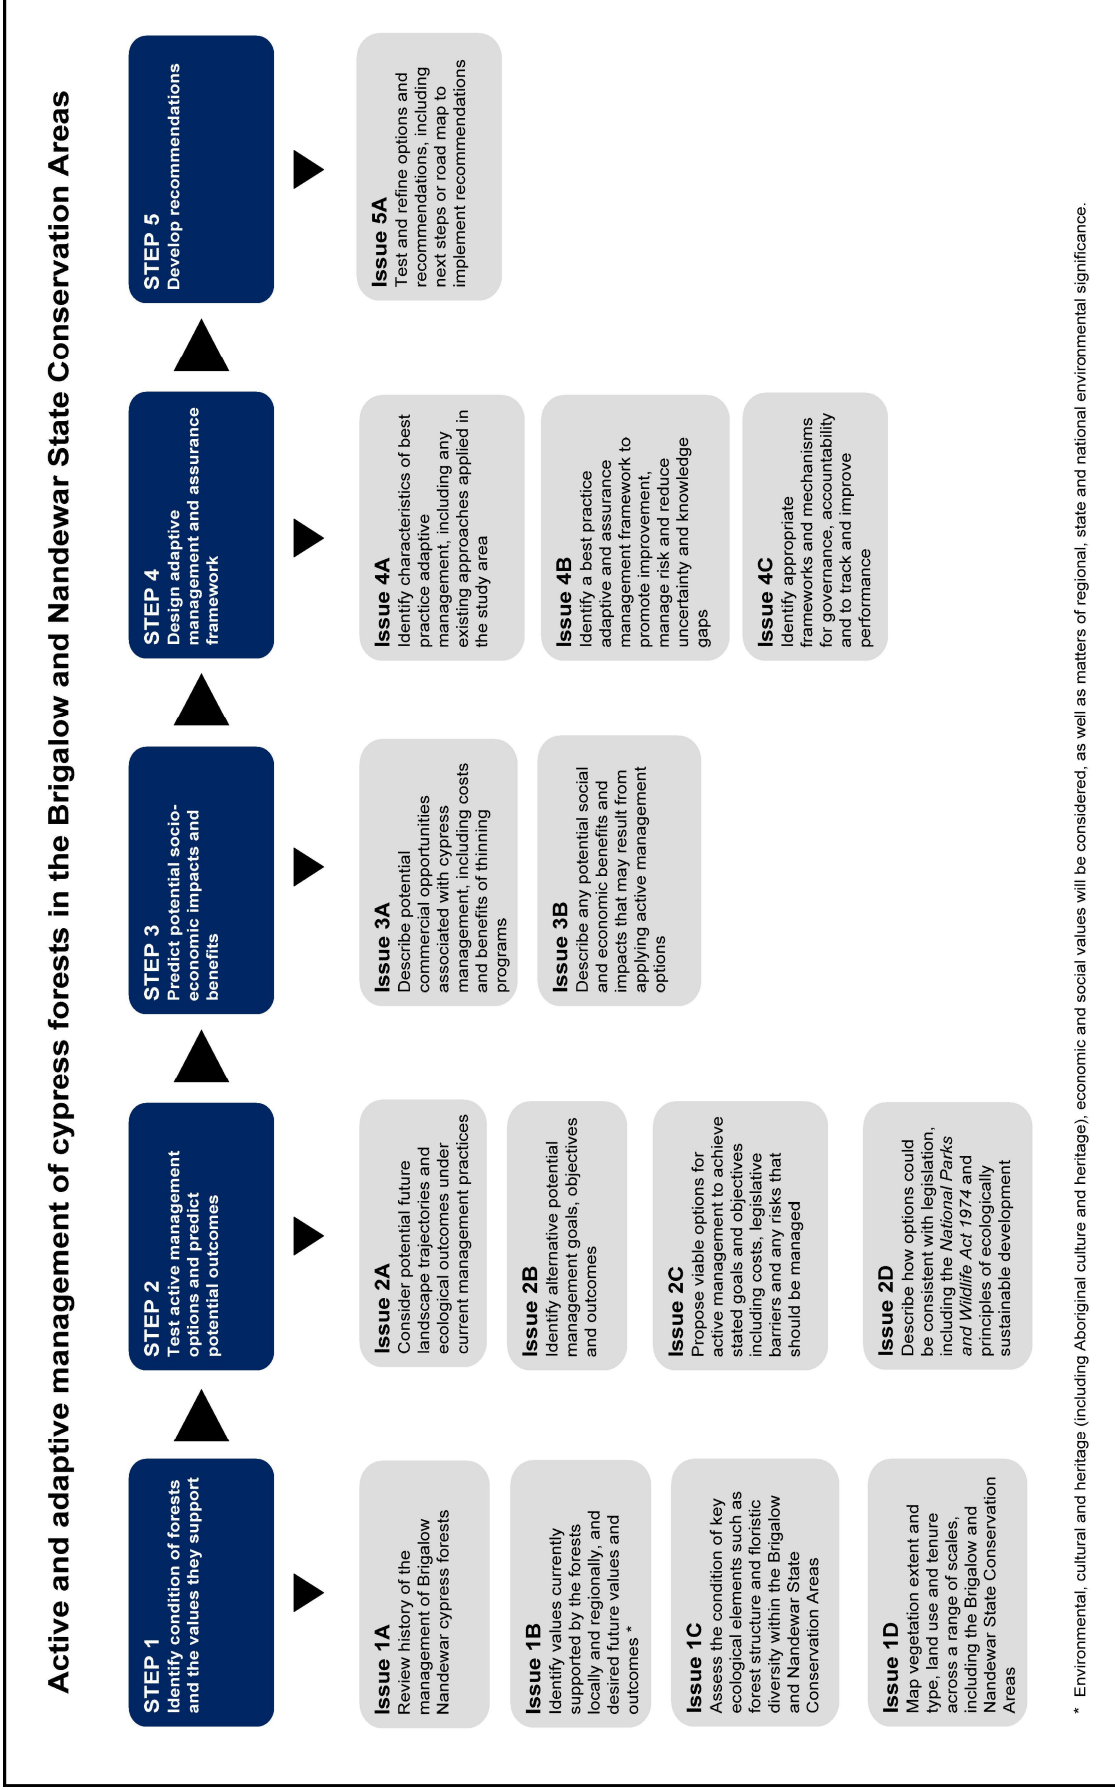 Active and adaptive management of cypress forests in the Brigalow and Nandewar State Conservation Areas
STEP 1
Identify condition of forests
and the values they support
Issue 1A
Review history of the
management of Brigalow
Nandewar cypress forests
Issue 1B
Identify values currently
supported by the forests
locally and regionally, and
desired future values and
outcomes *
Issue 1C
Assess the condition of key
ecological elements such as
forest structure and floristic
diversity within the Brigalow
and Nandewar State
Conservation Areas
Issue 1D
Map vegetation extent and
type, land use and tenure
across a range of scales,
including the Brigalow and
Nandewar State Conservation
Areas
STEP 2
Test active management
options and predict
potential outcomes
Issue 2A
Consider potential future
landscape trajectories and
ecological outcomes under
current management practices
Issue 2B
Identify alternative potential
management goals, objectives
and outcomes
Issue 2C
Propose viable options for
active management to achieve
stated goals and objectives
including costs, legislative
barriers and any risks that
should be managed
Issue 2D
Describe how options could
be consistent with legislation,
including the National Parks
and Wildlife Act 1974 and
principles of ecologically
sustainable development
STEP 3
Predict potential socio-
economic impacts and
benefits
Issue 3A
Describe potential
commercial opportunities
associated with cypress
management, including costs
and benefits of thinning
programs
Issue 3B
Describe any potential social
and economic benefits and
impacts that may result from
applying active management
options
STEP 4
Design adaptive
management and assurance
framework
Issue 4A
Identify characteristics of best
practice adaptive
management, including any
existing approaches applied in
the study area
Issue 4B
Identify a best practice
adaptive and assurance
management framework to
promote improvement,
manage risk and reduce
uncertainty and knowledge
gaps
Issue 4C
Identify appropriate
frameworks and mechanisms
for governance, accountability
and to track and improve
performance
STEP 5
Develop recommendations
Issue 5A
Test and refine options and
recommendations, including
next steps or road map to
implement recommendations
* Environmental, cultural and heritage (including Aboriginal culture and heritage), economic and social values will be considered, as well as matters of regional, state and national environmental significance.